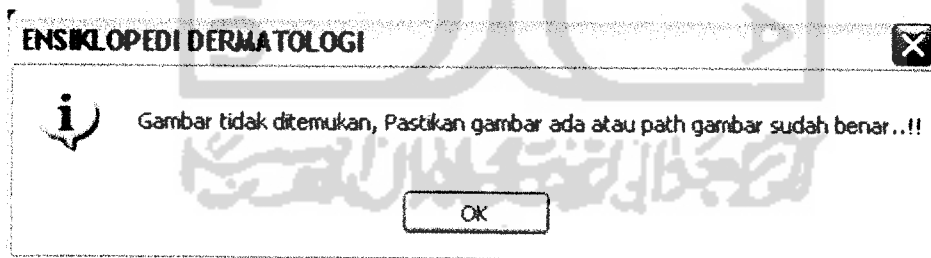 ENSIKLOPEDI DERMATOLOGI
Gambar tidak ditemukan, Pastikan gambar ada atau path gambar sudah benar..!!
OK